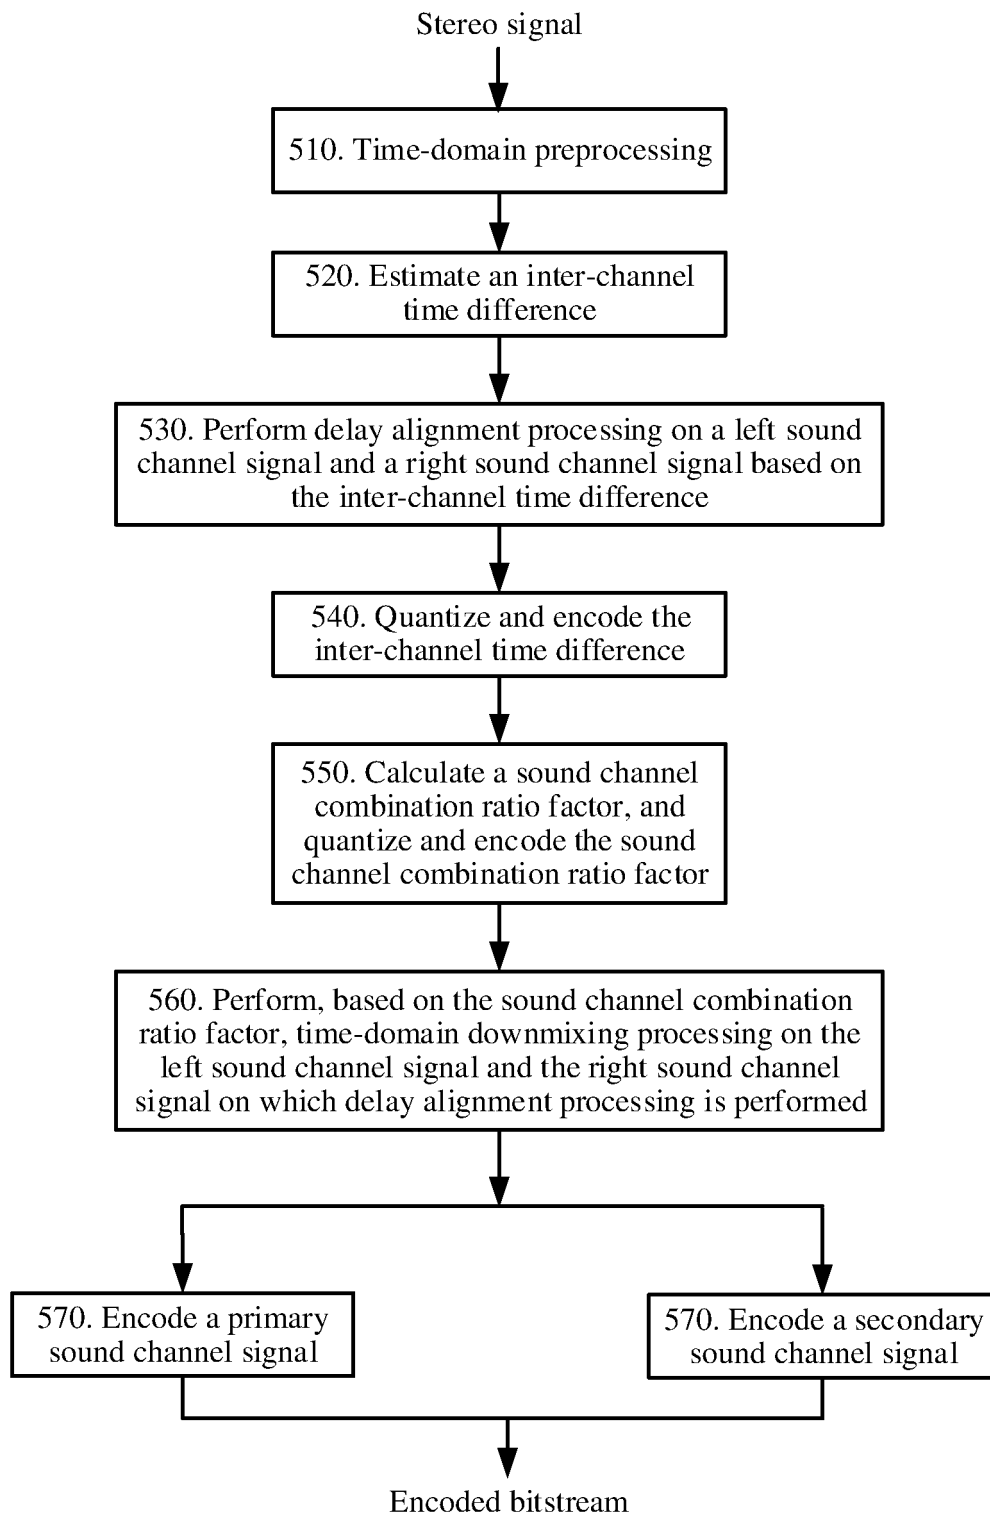 Stereo signal
510. Time-domain preprocessing
520. Estimate an inter-channel
time difference
530. Perform delay alignment processing on a left sound
channel signal and a right sound channel signal based on
the inter-channel time difference
540. Quantize and encode the
inter-channel time difference
550. Calculate a sound channel
combination ratio factor, and
quantize and encode the sound
channel combination ratio factor
560. Perform, based on the sound channel combination
ratio factor, time-domain downmixing processing on the
left sound channel signal and the right sound channel
signal on which delay alignment processing is performed
570. Encode a primary
sound channel signal
570. Encode a secondary
sound channel signal
Encoded bitstream